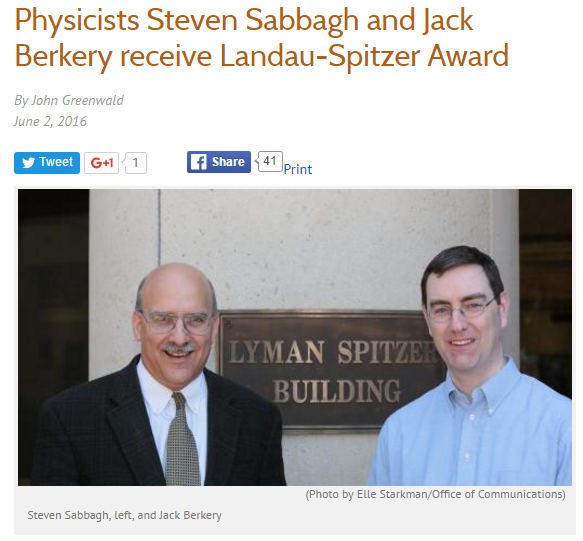 Physicists Steven Sabbagh and Jack
Berkery receive Landau-Spitzer Award
By John Greenwald
June 2, 2016
Tweet G+1 1 Share 41 Print
LYMAN SPITZER
BUILDING
(Photo by Elle Starkman/Office of Communications)
Steven Sabbagh, left, and Jack Berkery